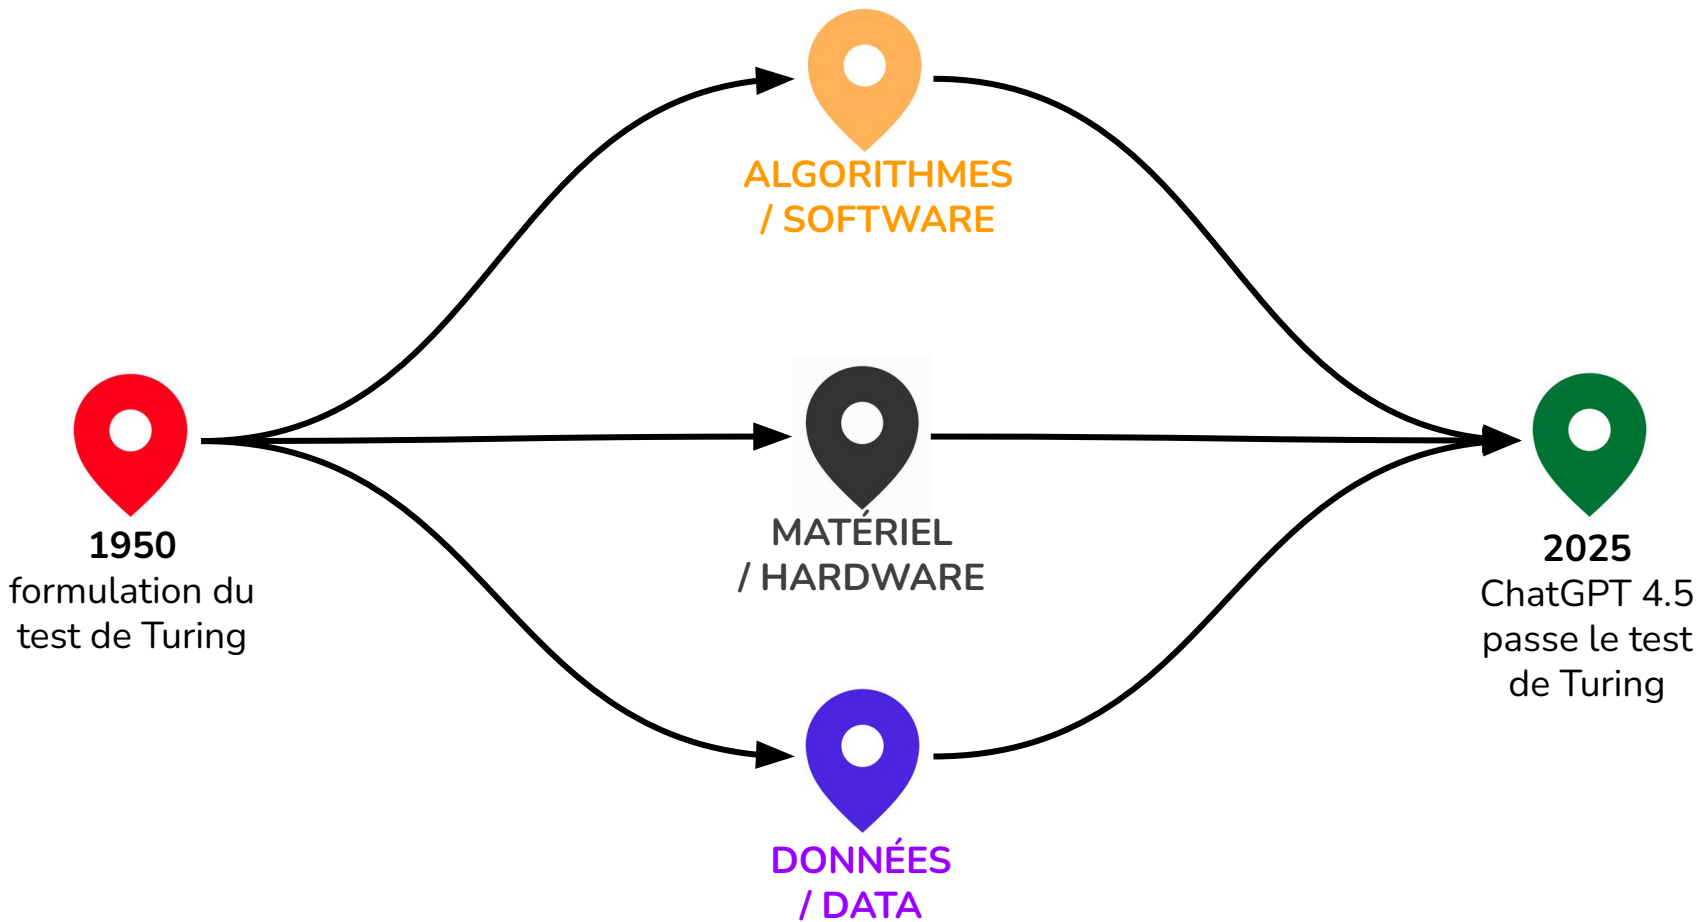 ALGORITHMES
/ SOFTWARE
1950
formulation du
test de Turing
MATÉRIEL
/ HARDWARE
2025
ChatGPT 4.5
passe le test
de Turing
DONNÉES
/ DATA